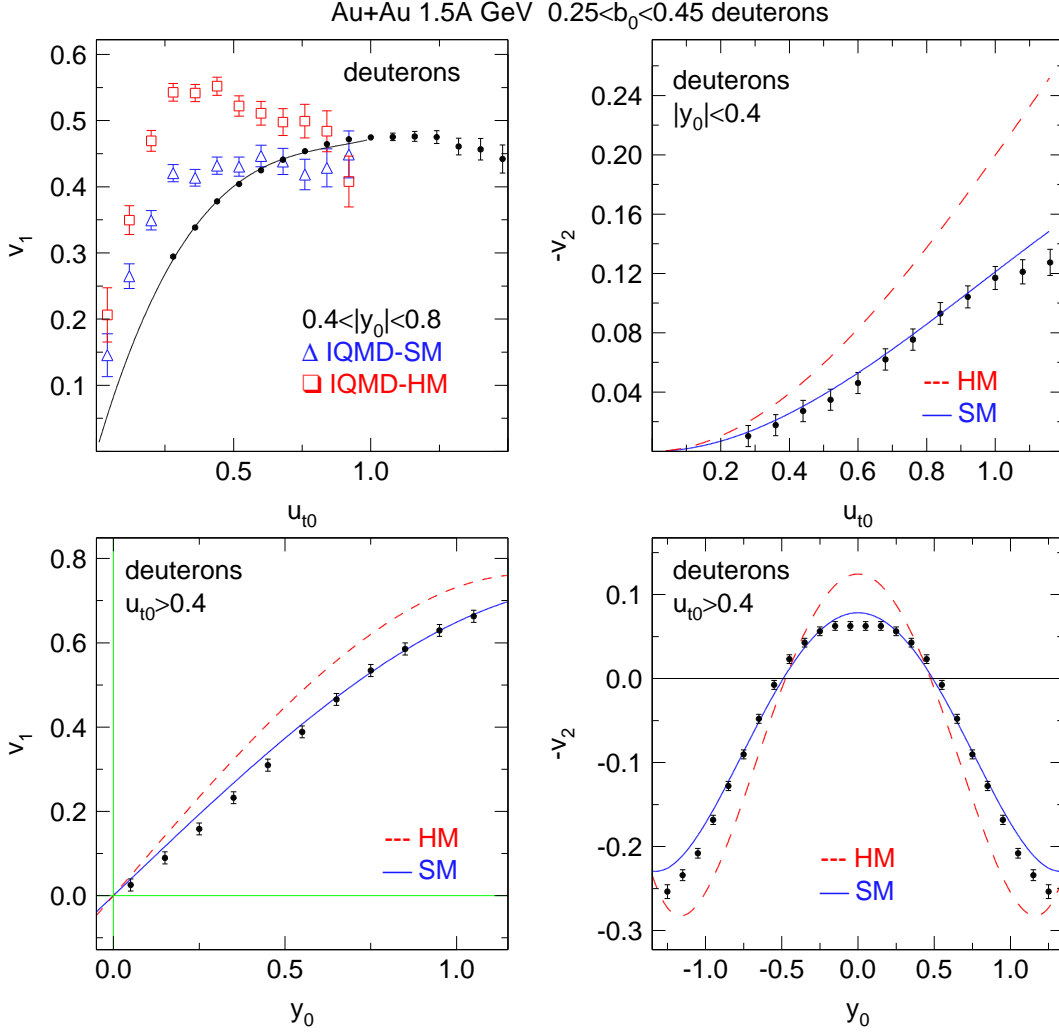 Au+Au 1.5A GeV 0.25<b₀<0.45 deuterons
deuterons
0.4<|y₀|<0.8
IQMD-SM
IQMD-HM
v₁
0.6
0.5
0.4
0.3
0.2
0.1
0.5 1.0
uₜ₀
deuterons
|y₀|<0.4
HM
SM
-v₂
0.24
0.20
0.16
0.12
0.08
0.04
0.2 0.4 0.6 0.8 1.0
uₜ₀
deuterons
uₜ₀>0.4
HM
SM
v₁
0.8
0.6
0.4
0.2
0.0
0.0 0.5 1.0
y₀
deuterons
uₜ₀>0.4
HM
SM
-v₂
0.1
0.0
-0.1
-0.2
-0.3
-1.0 -0.5 0.0 0.5 1.0
y₀